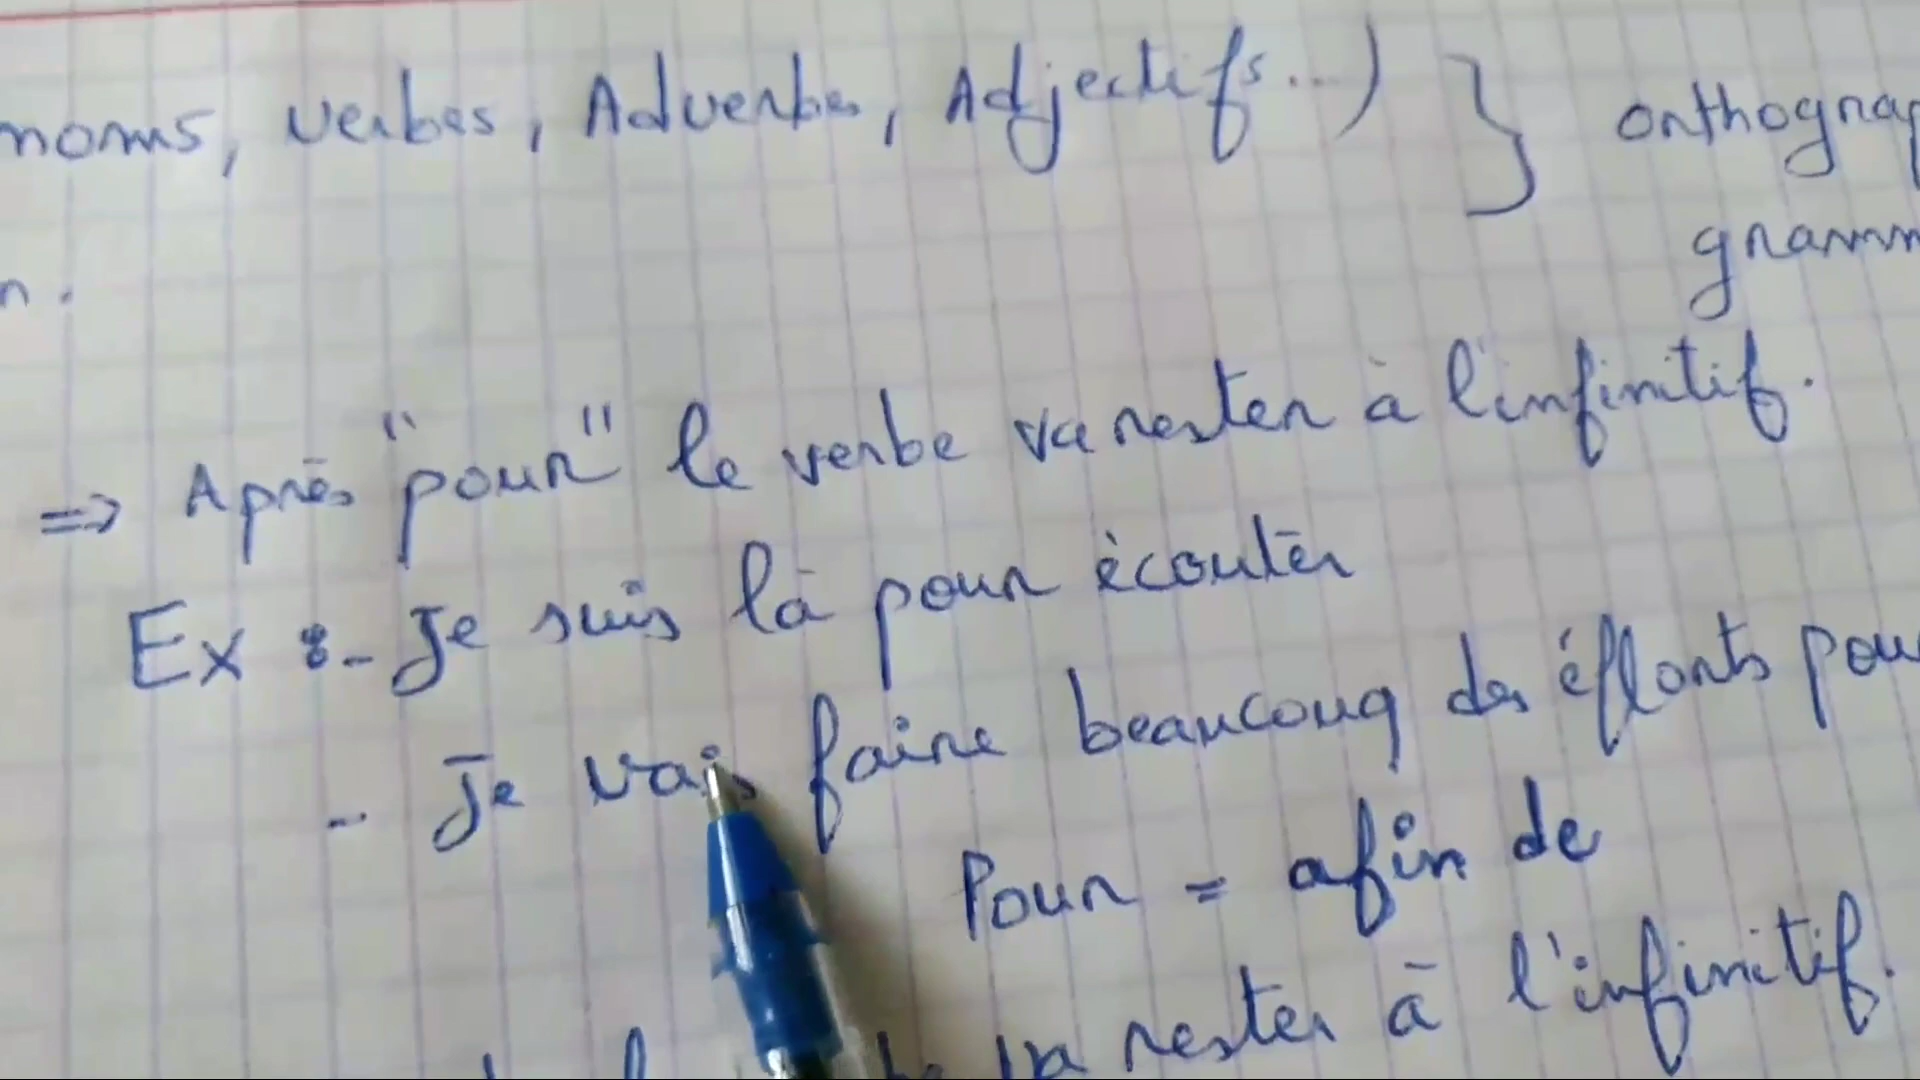 noms, verbes, Adverbes, Adjectifs...) } orthograp
gramm
n.
=> Après "pour" le verbe va rester à l'infinitif.
Ex :- Je suis là pour écouter
- Je vais faire beaucoup des éfforts pou
Pour = afin de
va rester à l'infinitif.